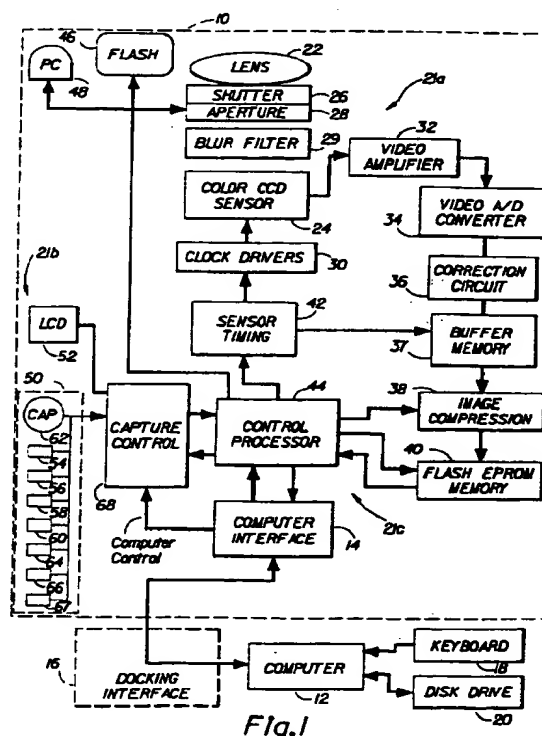 10
46
FLASH
22
LENS
PC
48
SHUTTER
26
APERTURE
28
21a
BLUR FILTER
29
32
VIDEO
AMPLIFIER
COLOR CCD
SENSOR
24
VIDEO A/D
CONVERTER
34
21b
CLOCK DRIVERS
30
CORRECTION
CIRCUIT
36
LCD
52
SENSOR
TIMING
42
BUFFER
MEMORY
37
50
CAP
62
54
56
58
60
64
66
67
CAPTURE
CONTROL
68
44
CONTROL
PROCESSOR
38
IMAGE
COMPRESSION
40
FLASH EPROM
MEMORY
21c
Computer
Control
COMPUTER
INTERFACE
14
16
DOCKING
INTERFACE
COMPUTER
12
KEYBOARD
18
DISK DRIVE
20
Fig.1